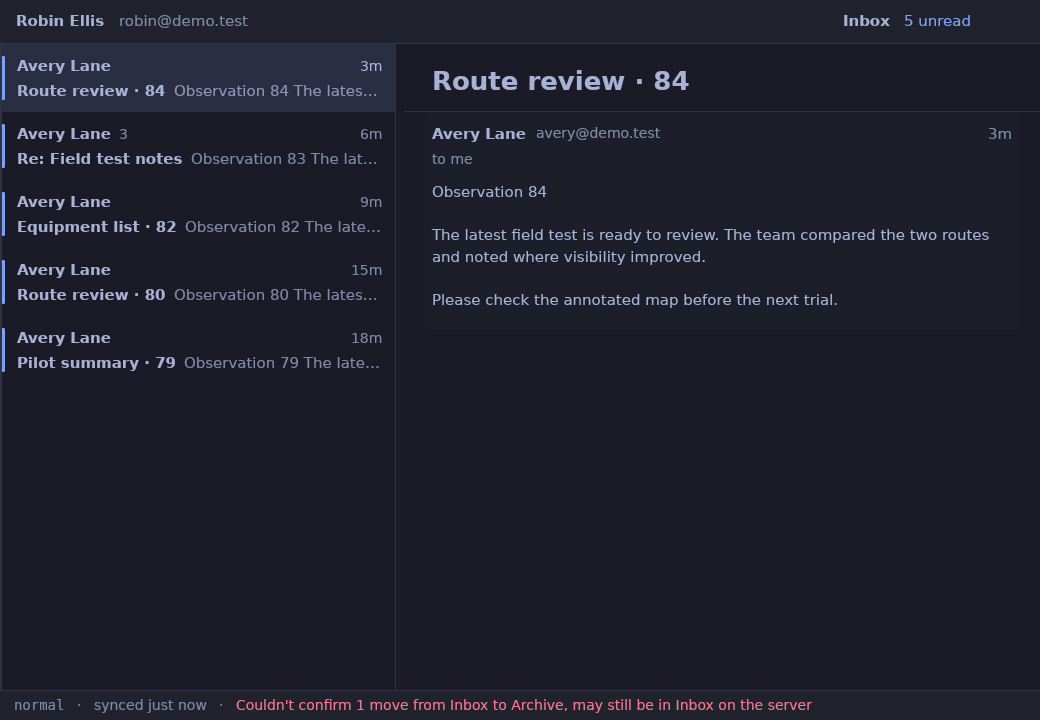 Robin Ellis robin@demo.test Inbox 5 unread
Avery Lane 3m
Route review · 84 Observation 84 The lates…
Avery Lane 3 6m
Re: Field test notes Observation 83 The lat…
Avery Lane 9m
Equipment list · 82 Observation 82 The late…
Avery Lane 15m
Route review · 80 Observation 80 The lates…
Avery Lane 18m
Pilot summary · 79 Observation 79 The late…
Route review · 84
Avery Lane avery@demo.test 3m
to me
Observation 84
The latest field test is ready to review. The team compared the two routes
and noted where visibility improved.
Please check the annotated map before the next trial.
normal · synced just now · Couldn't confirm 1 move from Inbox to Archive, may still be in Inbox on the server